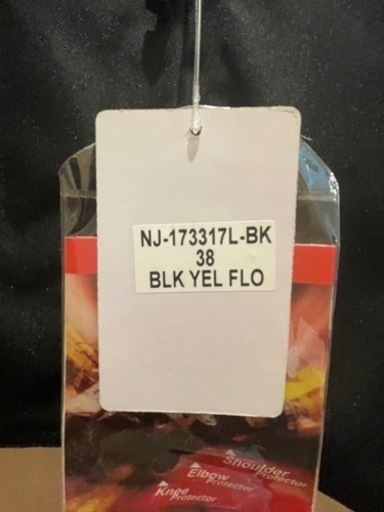 NJ-173317L-BK
38
BLK YEL FLO
Shoulder
Protector
Elbow
Protector
Knee
Protector